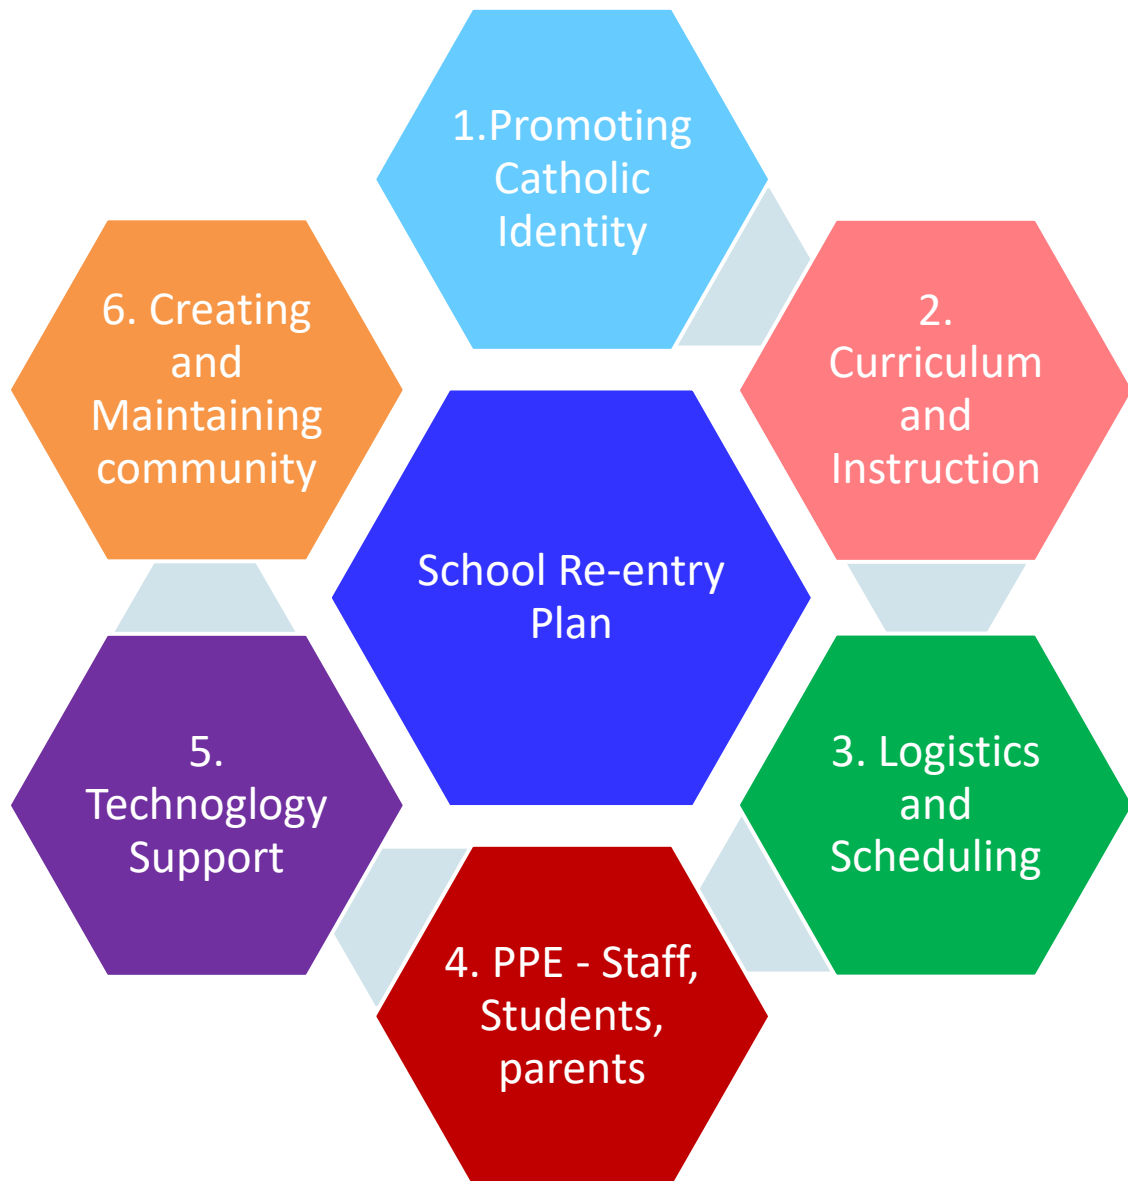 1.Promoting
Catholic
Identity
2.
Curriculum
and
Instruction
3. Logistics
and
Scheduling
4. PPE - Staff,
Students,
parents
5.
Technoglogy
Support
6. Creating
and
Maintaining
community
School Re-entry
Plan